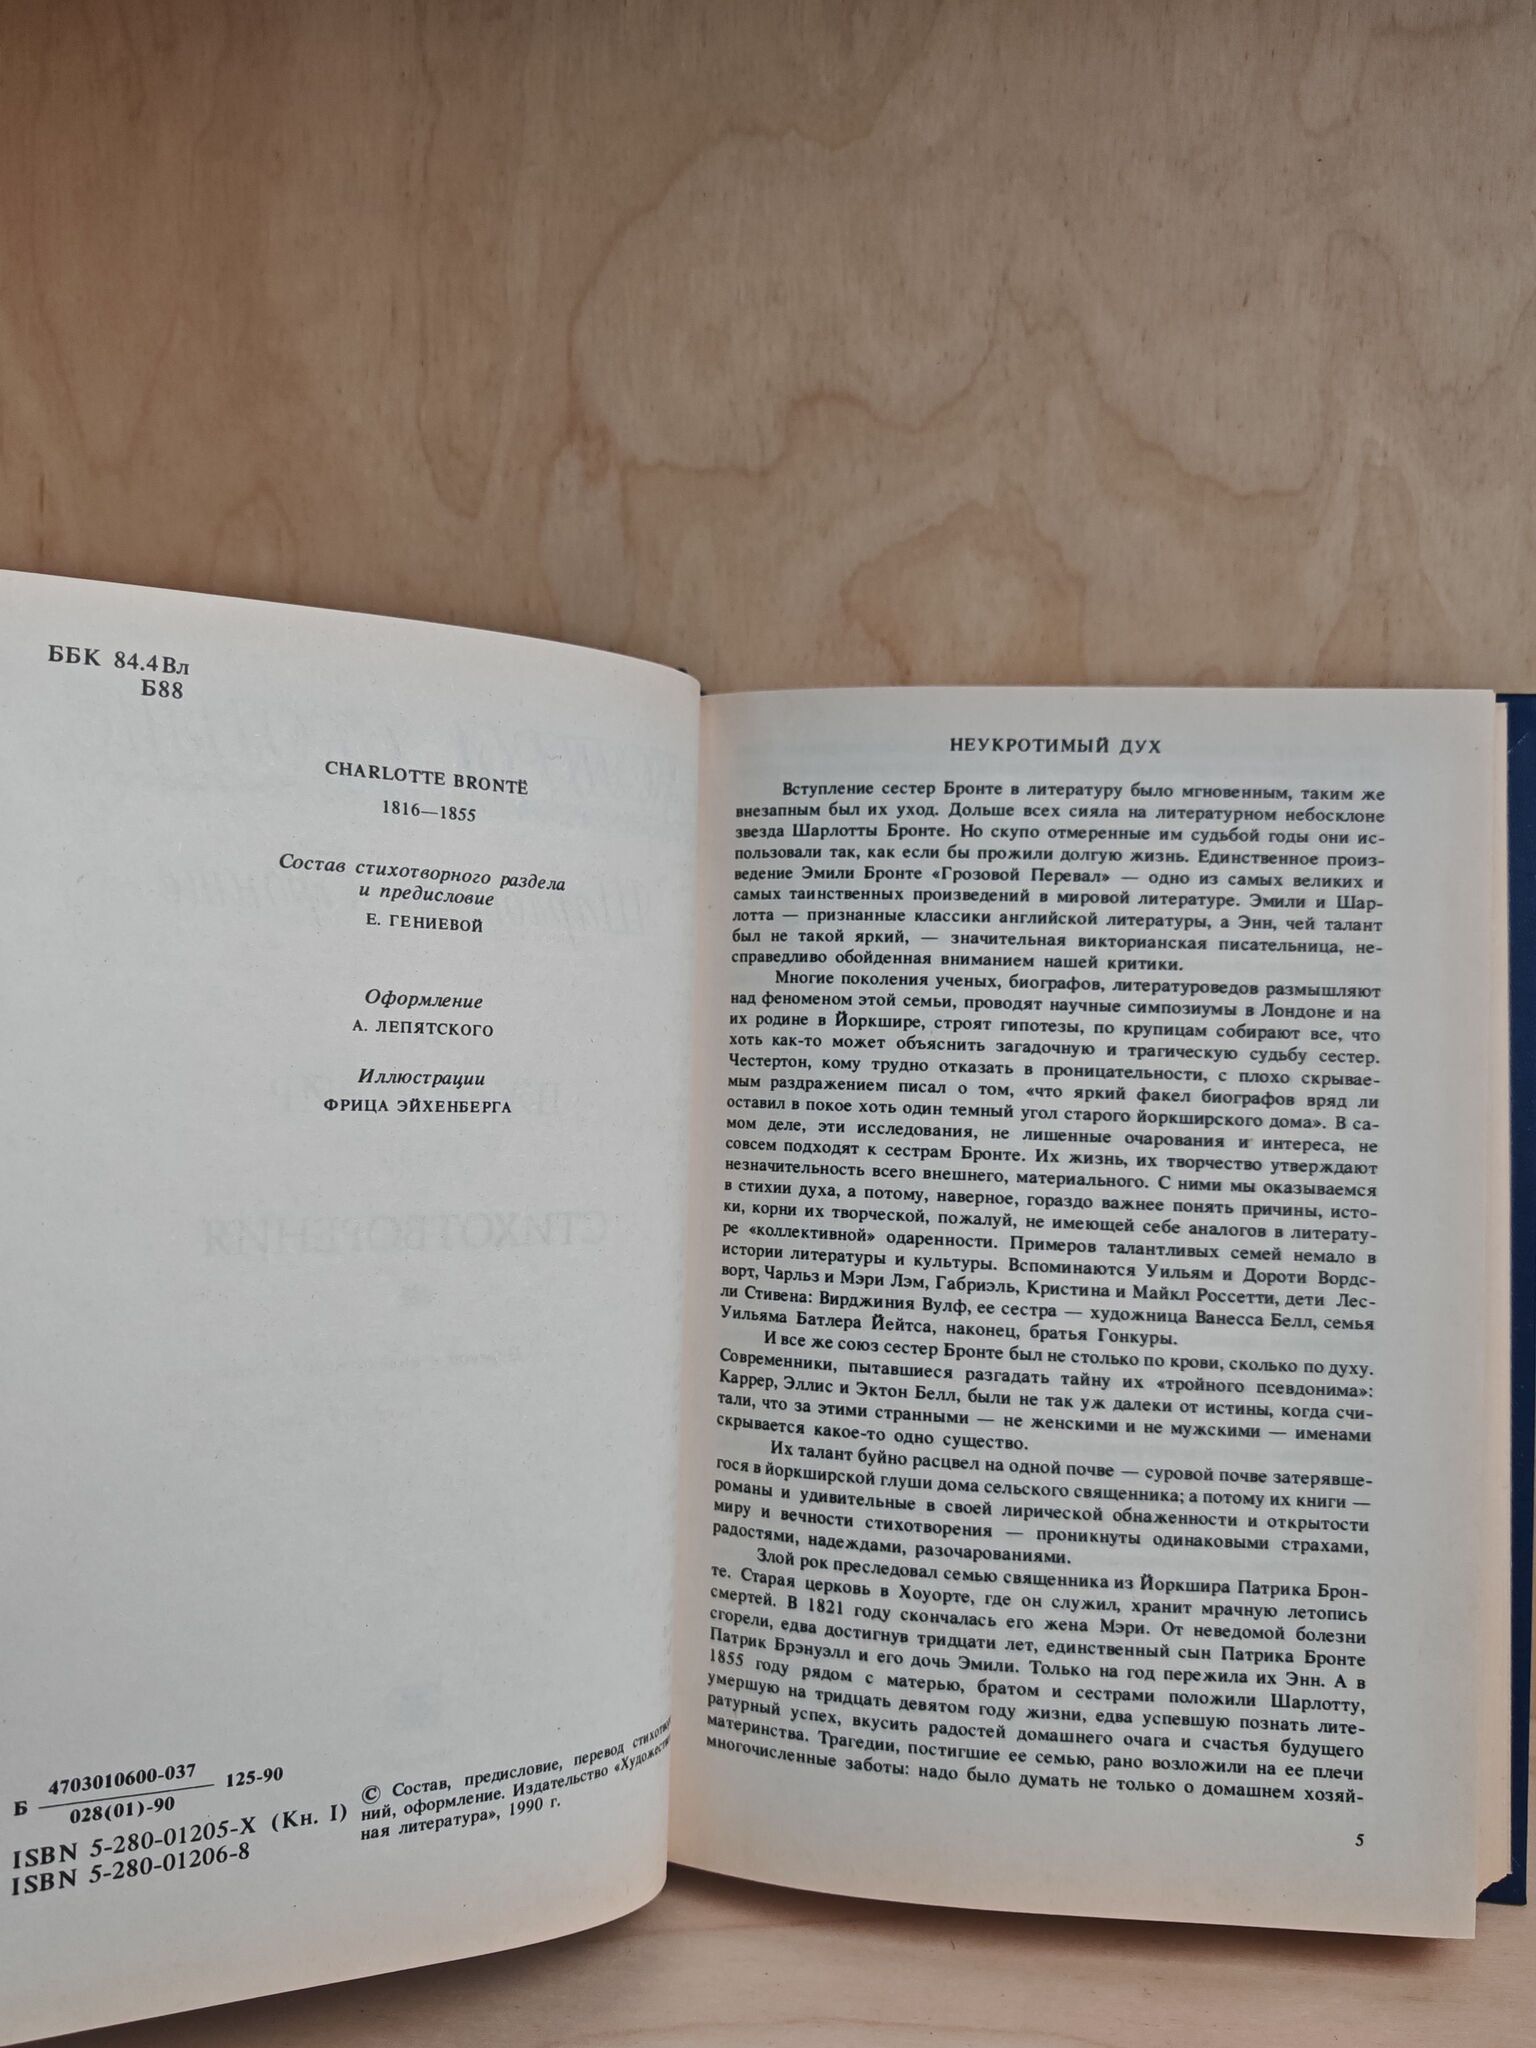 ББК 84.4Вл
Б88
CHARLOTTE BRONTË
1816—1855
Состав стихотворного раздела
и предисловие
Е. ГЕНИЕВОЙ
Оформление
А. ЛЕПЯТСКОГО
Иллюстрации
ФРИЦА ЭЙХЕНБЕРГА
Б 4703010600-037 125-90
028(01)-90
ISBN 5-280-01205-X (Кн. I)
ISBN 5-280-01206-8
© Состав, предисловие, перевод стихотвор
ний, оформление. Издательство «Художестве
ная литература», 1990 г.
НЕУКРОТИМЫЙ ДУХ
Вступление сестер Бронте в литературу было мгновенным, таким же
внезапным был их уход. Дольше всех сияла на литературном небосклоне
звезда Шарлотты Бронте. Но скупо отмеренные им судьбой годы они ис-
пользовали так, как если бы прожили долгую жизнь. Единственное произ-
ведение Эмили Бронте «Грозовой Перевал» — одно из самых великих и
самых таинственных произведений в мировой литературе. Эмили и Шар-
лотта — признанные классики английской литературы, а Энн, чей талант
был не такой яркий, — значительная викторианская писательница, не-
справедливо обойденная вниманием нашей критики.
Многие поколения ученых, биографов, литературоведов размышляют
над феноменом этой семьи, проводят научные симпозиумы в Лондоне и на
их родине в Йоркшире, строят гипотезы, по крупицам собирают все, что
хоть как-то может объяснить загадочную и трагическую судьбу сестер.
Честертон, кому трудно отказать в проницательности, с плохо скрывае-
мым раздражением писал о том, «что яркий факел биографов вряд ли
оставил в покое хоть один темный угол старого йоркширского дома». В са-
мом деле, эти исследования, не лишенные очарования и интереса, не
совсем подходят к сестрам Бронте. Их жизнь, их творчество утверждают
незначительность всего внешнего, материального. С ними мы оказываемся
в стихии духа, а потому, наверное, гораздо важнее понять причины, исто-
ки, корни их творческой, пожалуй, не имеющей себе аналогов в литерату-
ре «коллективной» одаренности. Примеров талантливых семей немало в
истории литературы и культуры. Вспоминаются Уильям и Дороти Вордс-
ворт, Чарльз и Мэри Лэм, Габриэль, Кристина и Майкл Россетти, дети Лес-
ли Стивена: Вирджиния Вулф, ее сестра — художница Ванесса Белл, семья
Уильяма Батлера Йейтса, наконец, братья Гонкуры.
И все же союз сестер Бронте был не столько по крови, сколько по духу.
Современники, пытавшиеся разгадать тайну их «тройного псевдонима»:
Каррер, Эллис и Эктон Белл, были не так уж далеки от истины, когда счи-
тали, что за этими странными — не женскими и не мужскими — именами
скрывается какое-то одно существо.
Их талант буйно расцвел на одной почве — суровой почве затерявше-
гося в йоркширской глуши дома сельского священника; а потому их книги —
романы и удивительные в своей лирической обнаженности и открытости
миру и вечности стихотворения — проникнуты одинаковыми страхами,
радостями, надеждами, разочарованиями.
Злой рок преследовал семью священника из Йоркшира Патрика Брон-
те. Старая церковь в Хоуорте, где он служил, хранит мрачную летопись
смертей. В 1821 году скончалась его жена Мэри. От неведомой болезни
сгорели, едва достигнув тридцати лет, единственный сын Патрика Бронте
Патрик Брэнуэлл и его дочь Эмили. Только на год пережила их Энн. А в
1855 году рядом с матерью, братом и сестрами положили Шарлотту,
умершую на тридцать девятом году жизни, едва успевшую познать лите-
ратурный успех, вкусить радостей домашнего очага и счастья будущего
материнства. Трагедии, постигшие ее семью, рано возложили на ее плечи
многочисленные заботы: надо было думать не только о домашнем хозяй-
5